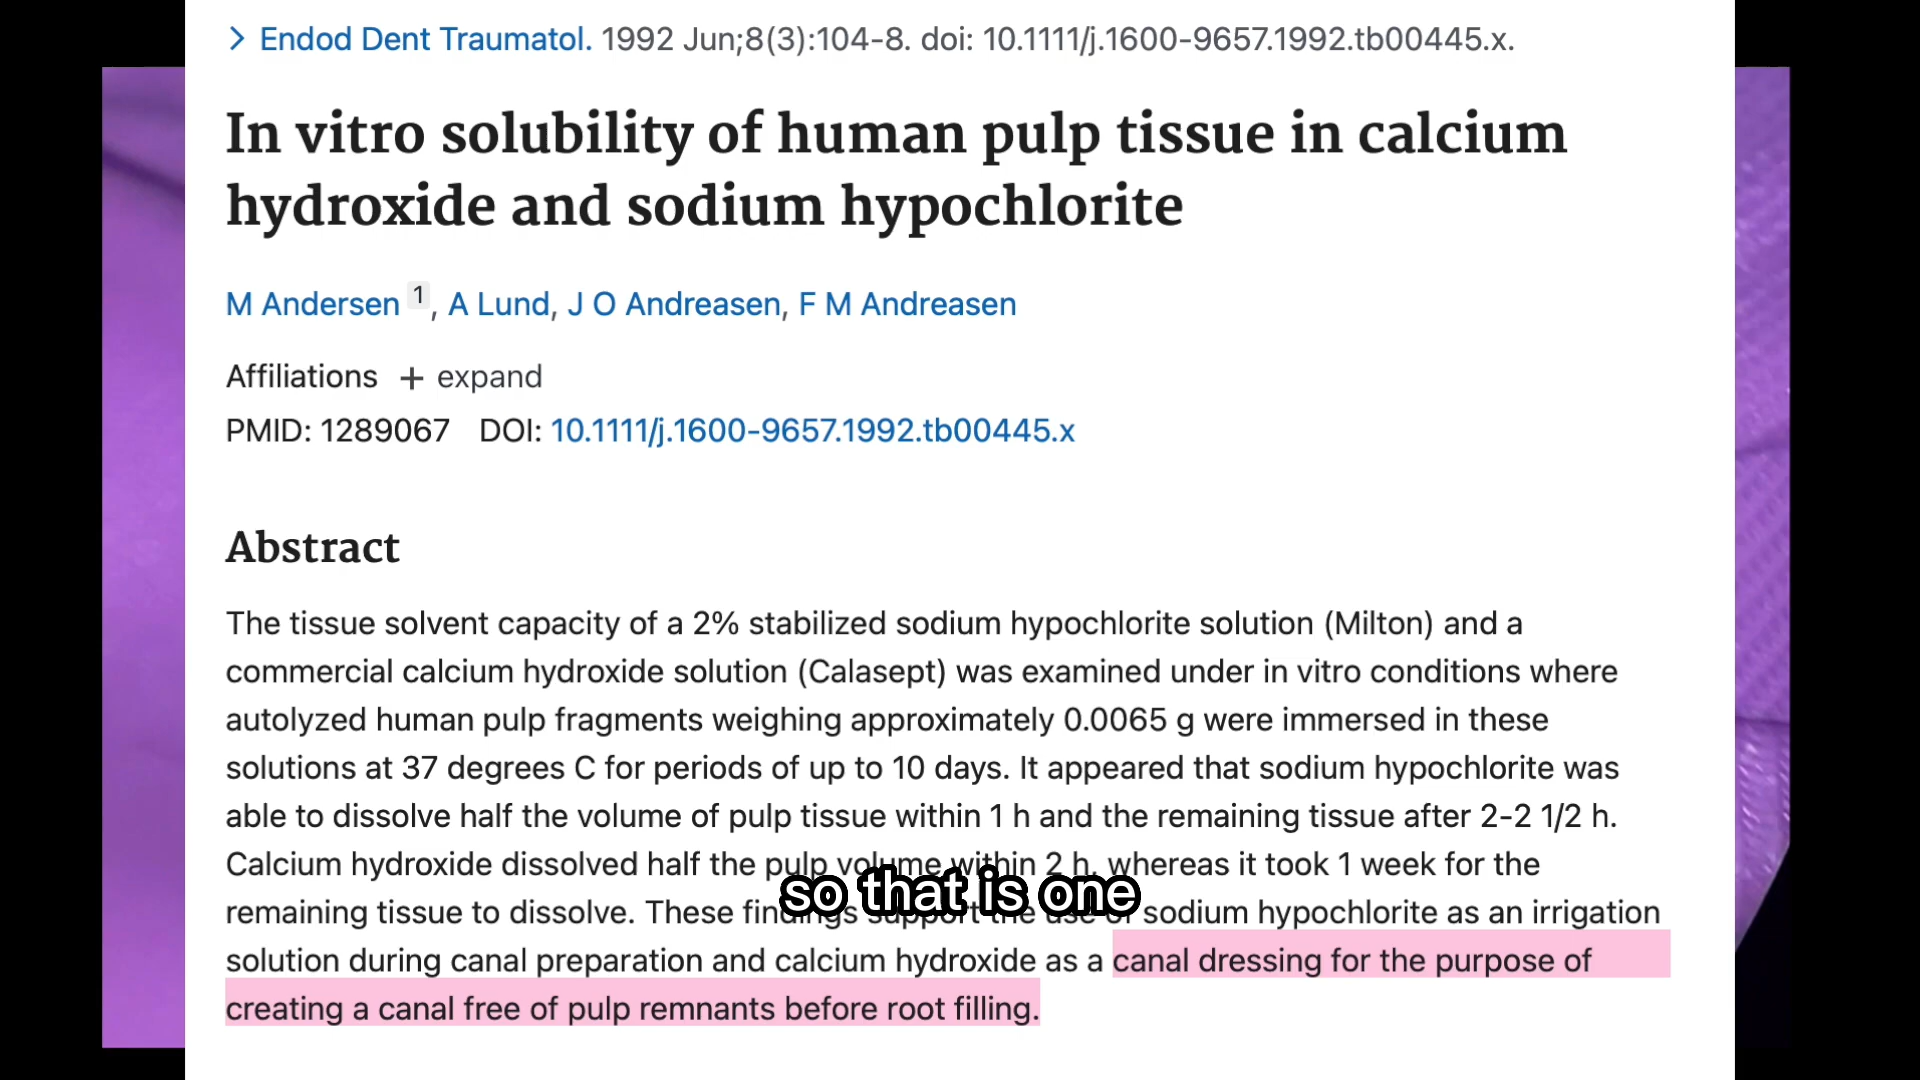 > Endod Dent Traumatol. 1992 Jun;8(3):104-8. doi: 10.1111/j.1600-9657.1992.tb00445.x.
In vitro solubility of human pulp tissue in calcium
hydroxide and sodium hypochlorite
M Andersen 1, A Lund, J O Andreasen, F M Andreasen
Affiliations + expand
PMID: 1289067 DOI: 10.1111/j.1600-9657.1992.tb00445.x
Abstract
The tissue solvent capacity of a 2% stabilized sodium hypochlorite solution (Milton) and a
commercial calcium hydroxide solution (Calasept) was examined under in vitro conditions where
autolyzed human pulp fragments weighing approximately 0.0065 g were immersed in these
solutions at 37 degrees C for periods of up to 10 days. It appeared that sodium hypochlorite was
able to dissolve half the volume of pulp tissue within 1 h and the remaining tissue after 2-2 1/2 h.
Calcium hydroxide dissolved half the pulp volume within 2 h, whereas it took 1 week for the
so that is one
remaining tissue to dissolve. These findings support the use of sodium hypochlorite as an irrigation
solution during canal preparation and calcium hydroxide as a canal dressing for the purpose of
creating a canal free of pulp remnants before root filling.